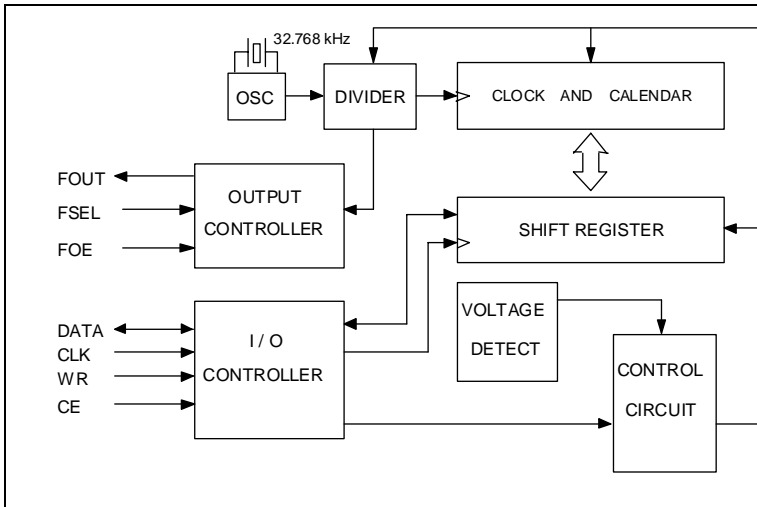 32.768 kHz
OSC
DIVIDER
CLOCK AND CALENDAR
FOUT
FSEL
FOE
OUTPUT
CONTROLLER
SHIFT REGISTER
DATA
CLK
WR
CE
I / O
CONTROLLER
VOLTAGE
DETECT
CONTROL
CIRCUIT